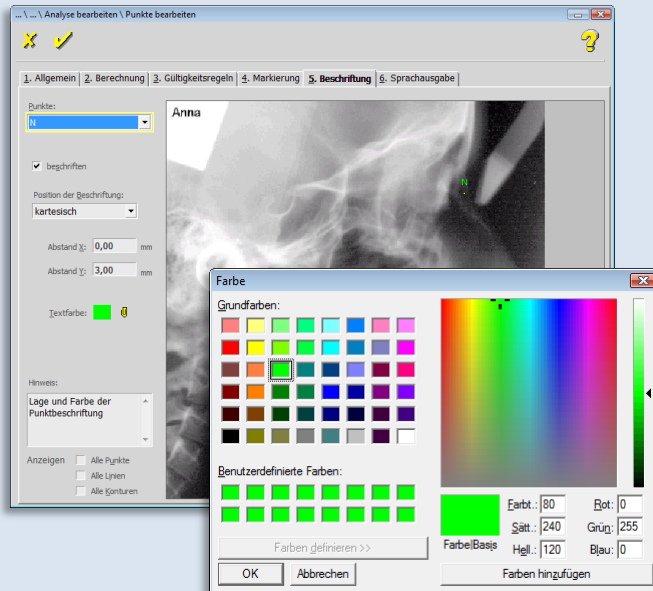 ... \ ... \ Analyse bearbeiten \ Punkte bearbeiten
1. Allgemein
2. Berechnung
3. Gültigkeitsregeln
4. Markierung
5. Beschriftung
6. Sprachausgabe
Punkte:
N
Anna
N
beschriften
Position der Beschriftung:
kartesisch
Abstand X: 0,00 mm
Abstand Y: 3,00 mm
Textfarbe:
Hinweis:
Lage und Farbe der
Punktbeschriftung
Anzeigen
Alle Punkte
Alle Linien
Alle Konturen
Farbe
Grundfarben:
Benutzerdefinierte Farben:
Farben definieren >>
OK
Abbrechen
Farbe|Basis
Farbt.: 80
Sätt.: 240
Hell.: 120
Rot: 0
Grün: 255
Blau: 0
Farben hinzufügen